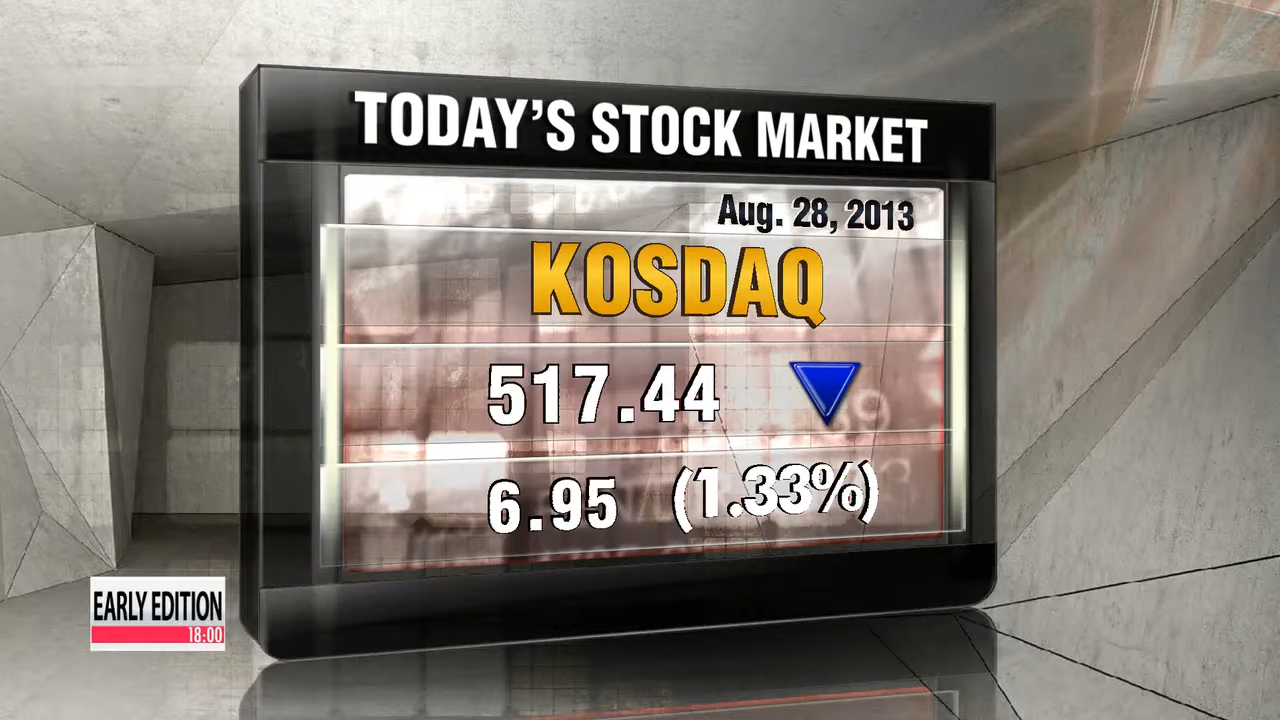 TODAY'S STOCK MARKET
Aug. 28, 2013
KOSDAQ
517.44
6.95 (1.33%)
EARLY EDITION
18:00